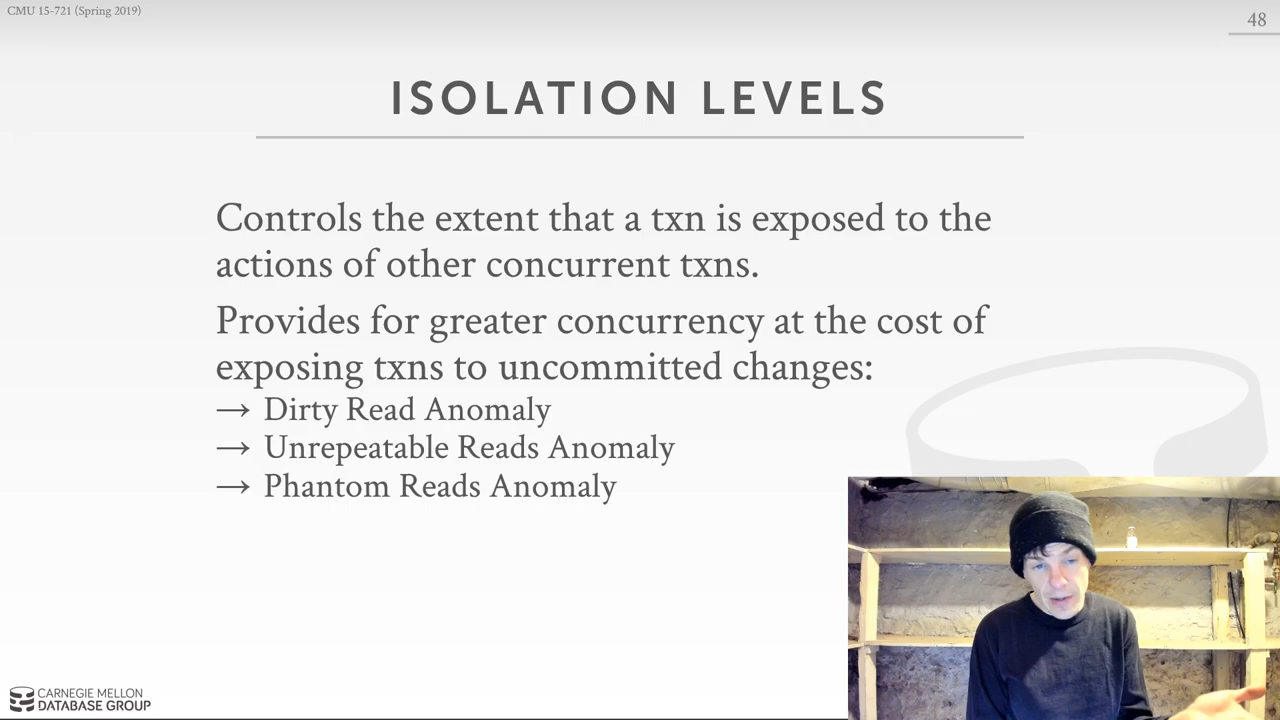 CMU 15-721 (Spring 2019)
48
ISOLATION LEVELS
Controls the extent that a txn is exposed to the
actions of other concurrent txns.
Provides for greater concurrency at the cost of
exposing txns to uncommitted changes:
→ Dirty Read Anomaly
→ Unrepeatable Reads Anomaly
→ Phantom Reads Anomaly
CARNEGIE MELLON
DATABASE GROUP